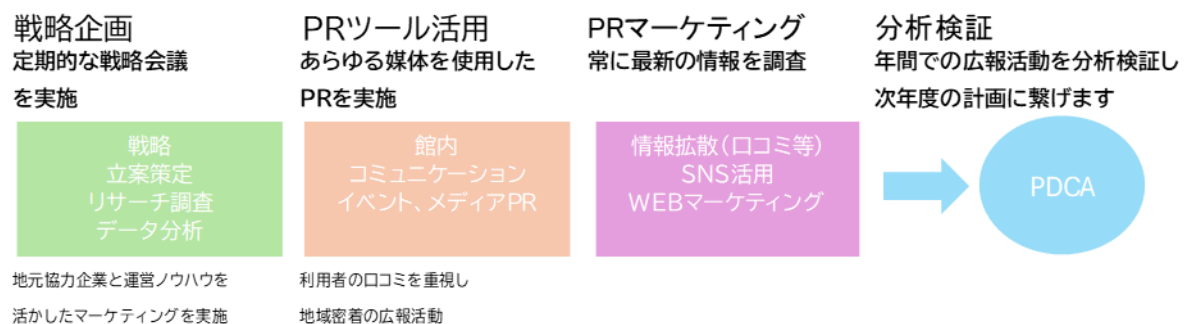 戦略企画
定期的な戦略会議
を実施
戦略
立案策定
リサーチ調査
データ分析
地元協力企業と運営ノウハウを
活かしたマーケティングを実施
PRツール活用
あらゆる媒体を使用した
PRを実施
館内
コミュニケーション
イベント、メディアPR
利用者の口コミを重視し
地域密着の広報活動
PRマーケティング
常に最新の情報を調査
情報拡散(口コミ等)
SNS活用
WEBマーケティング
分析検証
年間での広報活動を分析検証し
次年度の計画に繋げます
PDCA